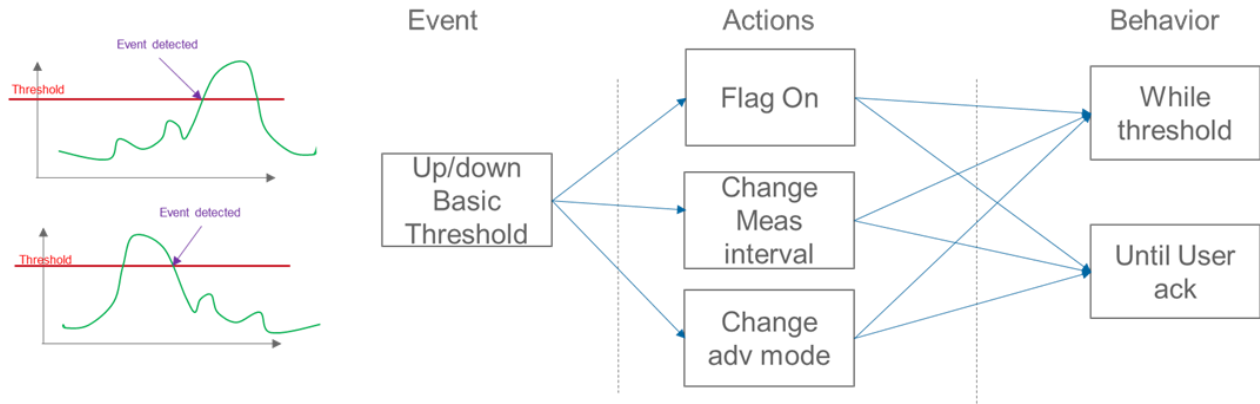 Event detected
Threshold
Event detected
Threshold
Event
Actions
Behavior
Up/down
Basic
Threshold
Flag On
Change
Meas
interval
Change
adv mode
While
threshold
Until User
ack